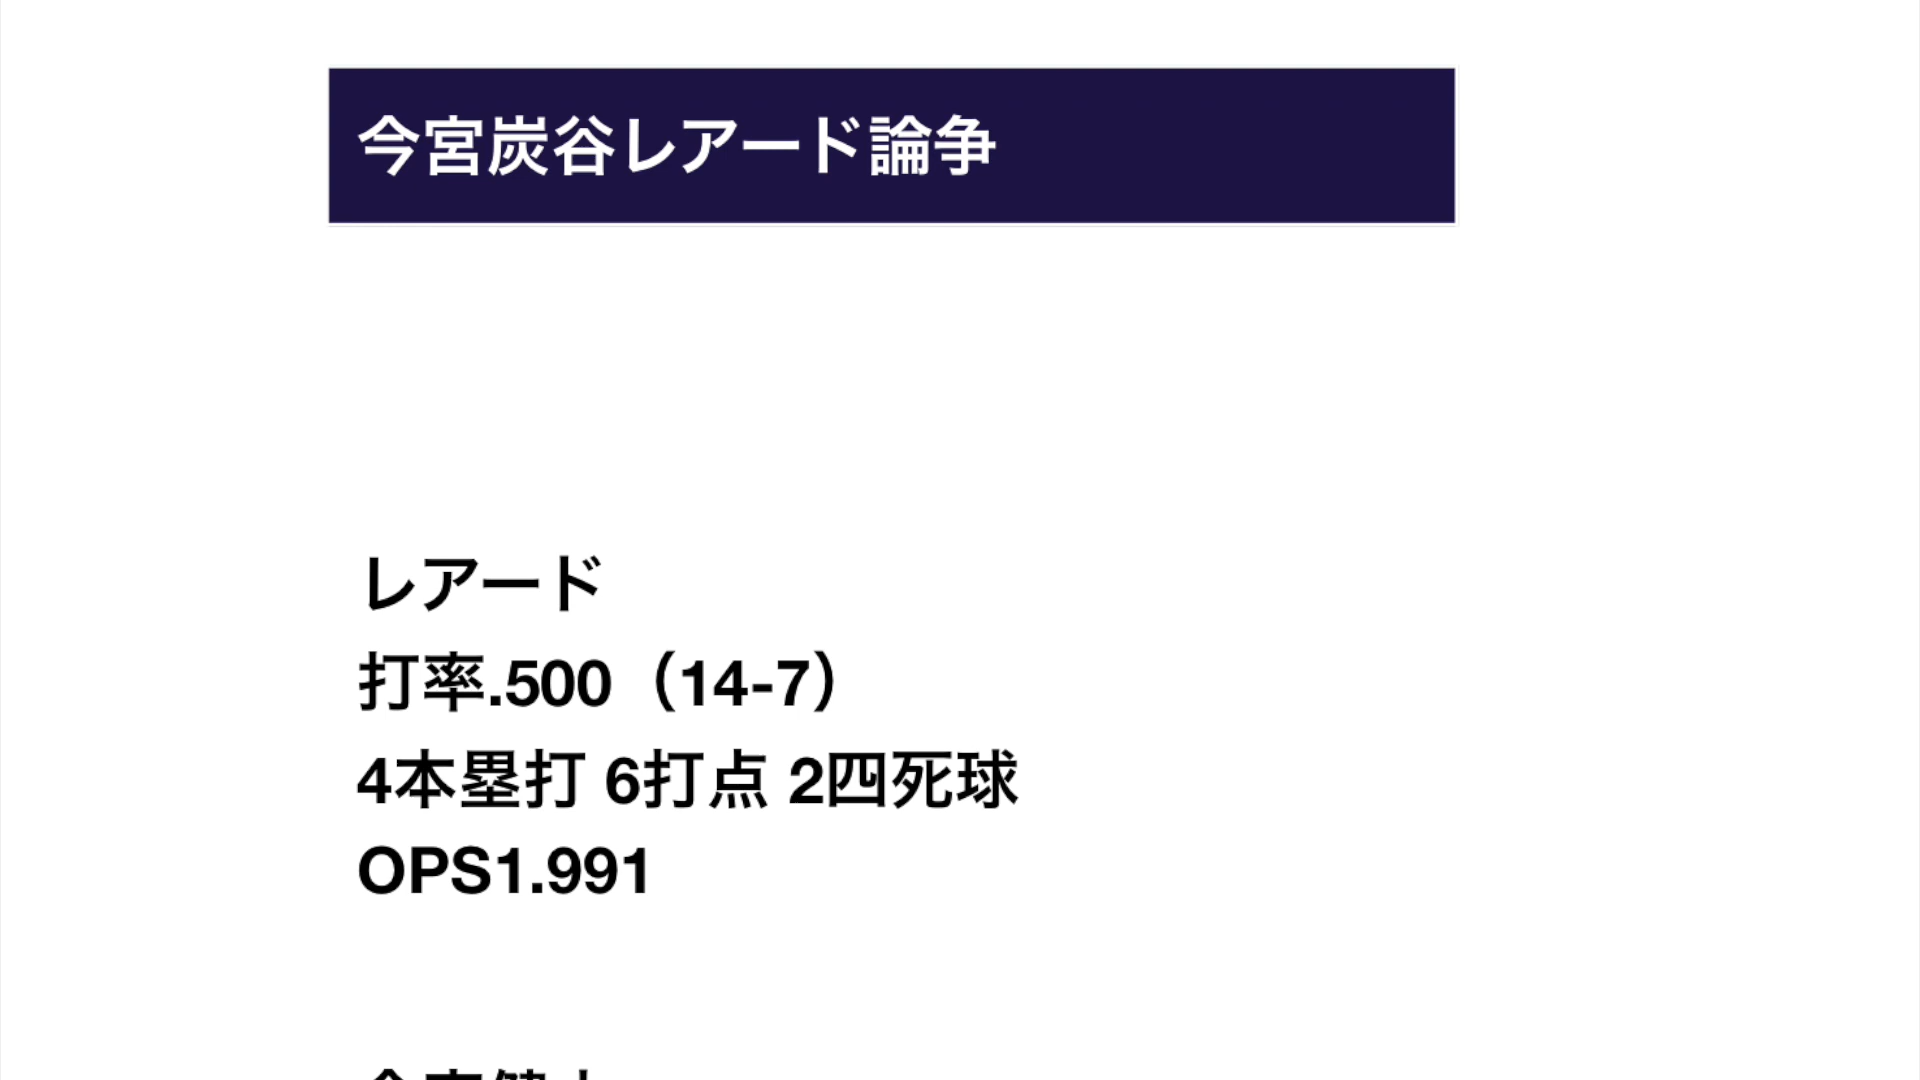 今宮炭谷レアード論争
レアード
打率.500（14-7）
4本塁打 6打点 2四死球
OPS1.991